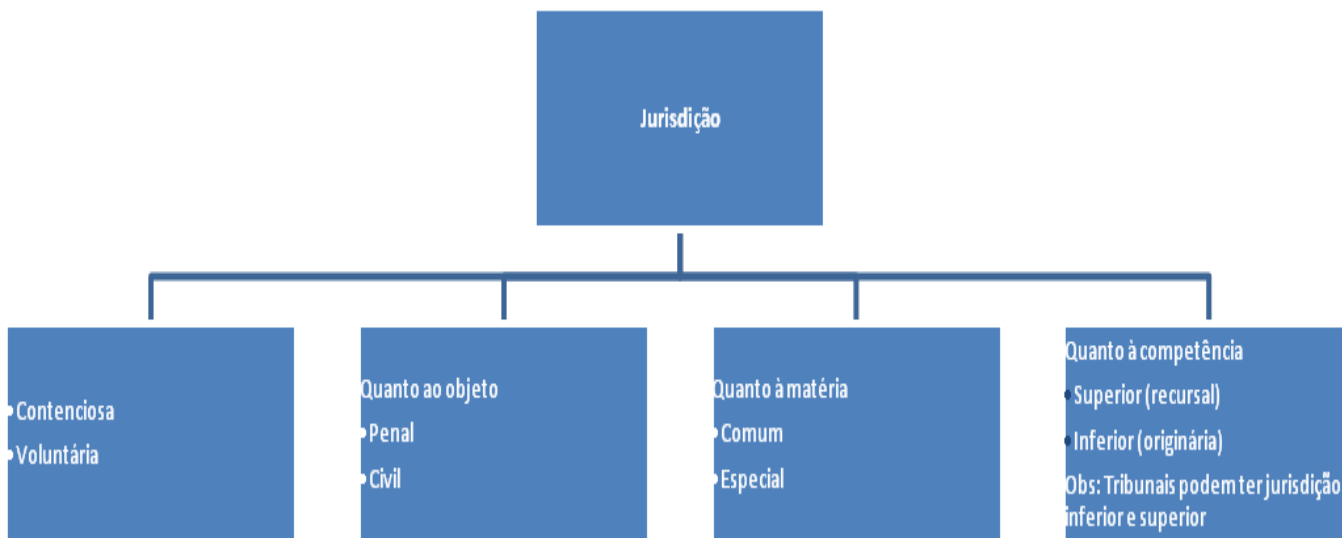 Jurisdição
•Contenciosa
•Voluntária
Quanto ao objeto
•Penal
•Civil
Quanto à matéria
•Comum
•Especial
Quanto à competência
•Superior (recursal)
•Inferior (originária)
Obs: Tribunais podem ter jurisdição
inferior e superior